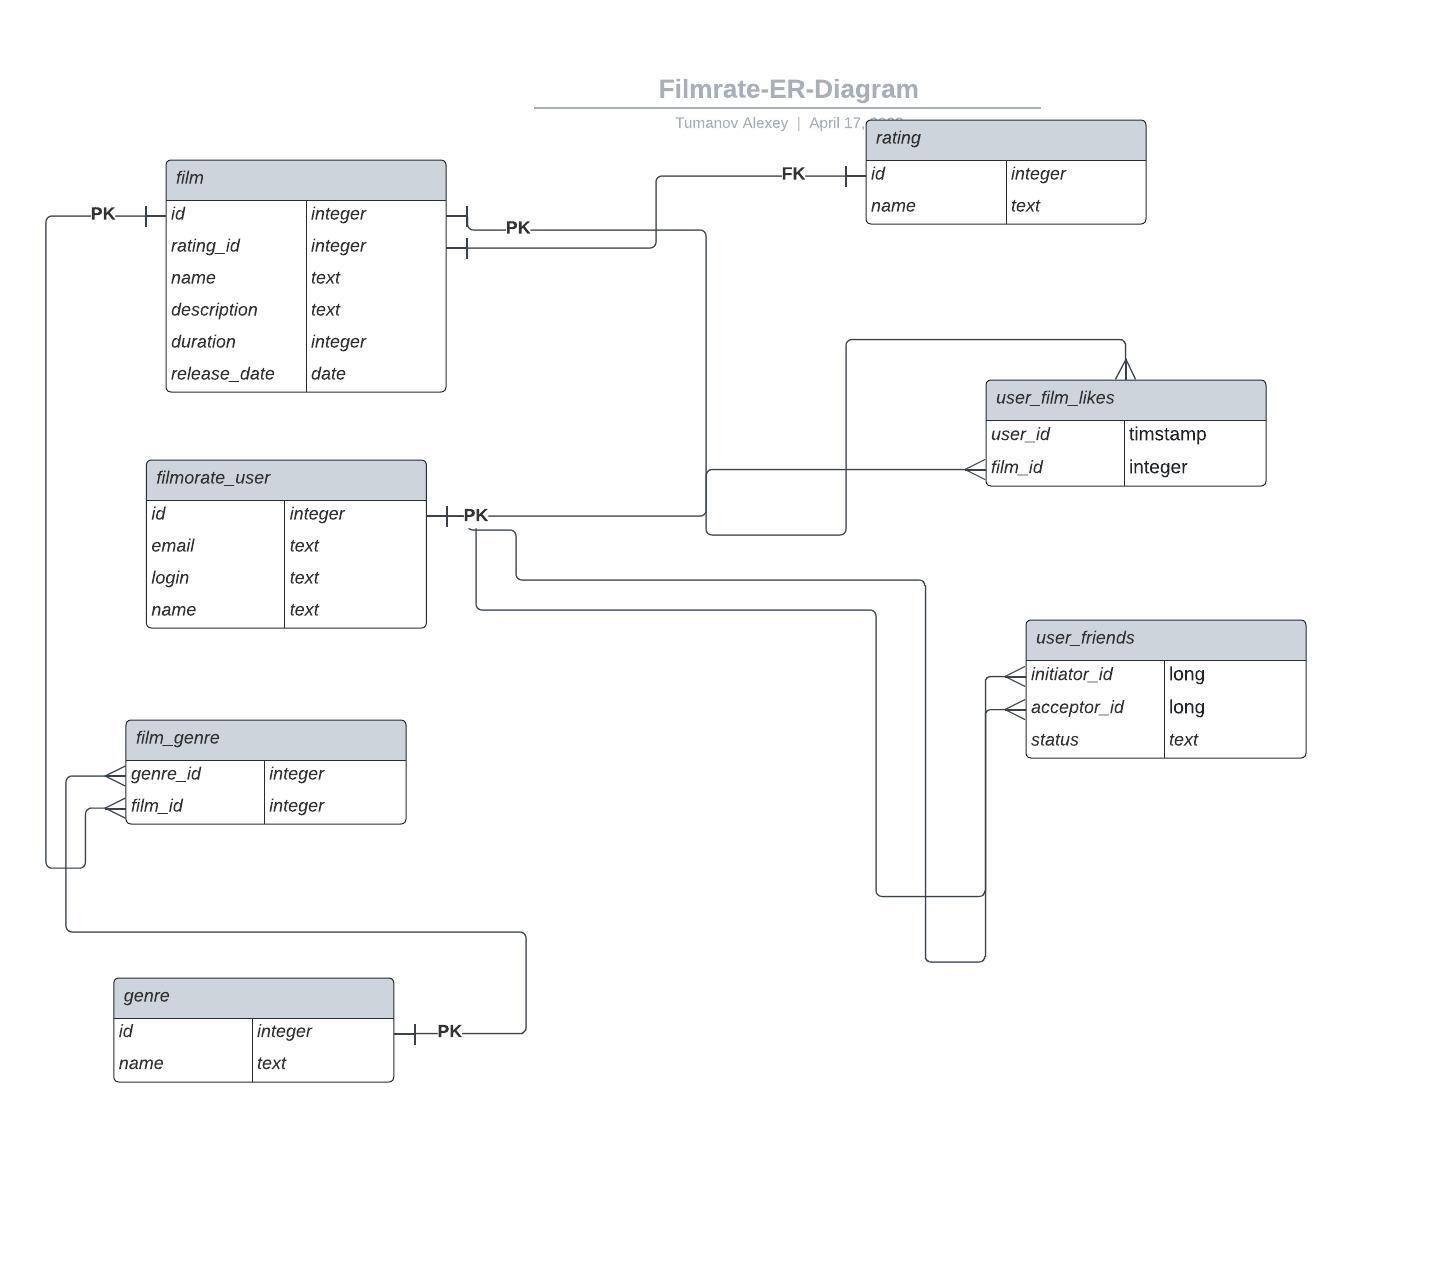 Filmrate-ER-Diagram
Tumanov Alexey | April 17,
rating
id integer
name text
FK
film
id integer
rating_id integer
name text
description text
duration integer
release_date date
PK
PK
user_film_likes
user_id timstamp
film_id integer
filmorate_user
id integer
email text
login text
name text
PK
user_friends
initiator_id long
acceptor_id long
status text
film_genre
genre_id integer
film_id integer
genre
id integer
name text
PK